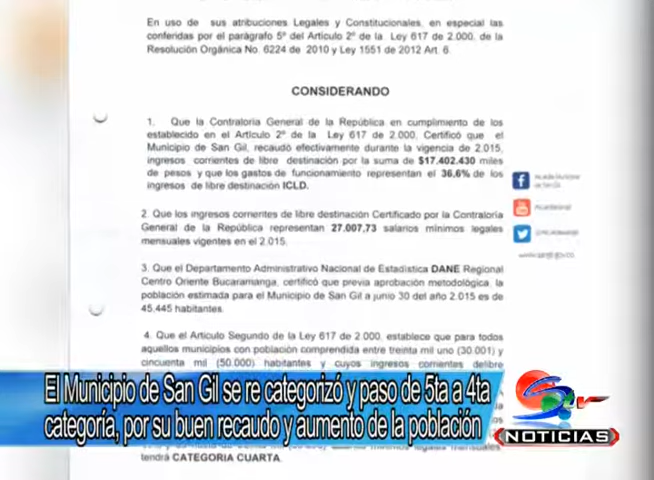 En uso de sus atribuciones Legales y Constitucionales, en especial las
conferidas por el parágrafo 5º del Articulo 2º de la Ley 617 de 2.000, de la
Resolución Orgánica No. 6224 de 2010 y Ley 1551 de 2012 Art. 6.
CONSIDERANDO
1. Que la Contraloría General de la República en cumplimiento de los
establecido en el Artículo 2º de la Ley 617 de 2.000, Certificó que el
Municipio de San Gil, recaudó efectivamente durante la vigencia de 2.015,
ingresos corrientes de libre destinación por la suma de $17.402.430 miles
de pesos y que los gastos de funcionamiento representan el 36,6% de los
ingresos de libre destinación ICLD.
2. Que los ingresos corrientes de libre destinación Certificado por la Contraloría
General de la República representan 27.007,73 salarios mínimos legales
mensuales vigentes en el 2.015.
3. Que el Departamento Administrativo Nacional de Estadística DANE Regional
Centro Oriente Bucaramanga, certificó que previa aprobación metodológica, la
población estimada para el Municipio de San Gil a junio 30 del año 2.015 es de
45,445 habitantes.
4. Que el Articulo Segundo de la Ley 617 de 2.000, establece que para todos
aquellos municipios con población comprendida entre treinta mil uno (30.001) y
cincuenta mil (50.000) habitantes y cuyos ingresos corrientes delibre
El Municipio de San Gil se re categorizó y paso de 5ta a 4ta
categoría, por su buen recaudo y aumento de la población
tendrá CATEGORIA CUARTA.
NOTICIAS